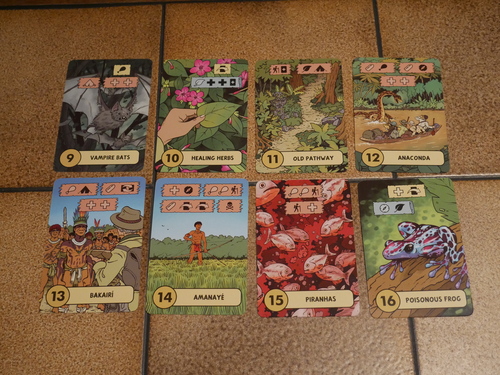 9 VAMPIRE BATS
10 HEALING HERBS
11 OLD PATHWAY
12 ANACONDA
13 BAKAIRÍ
14 AMANAYÉ
15 PIRANHAS
16 POISONOUS FROG